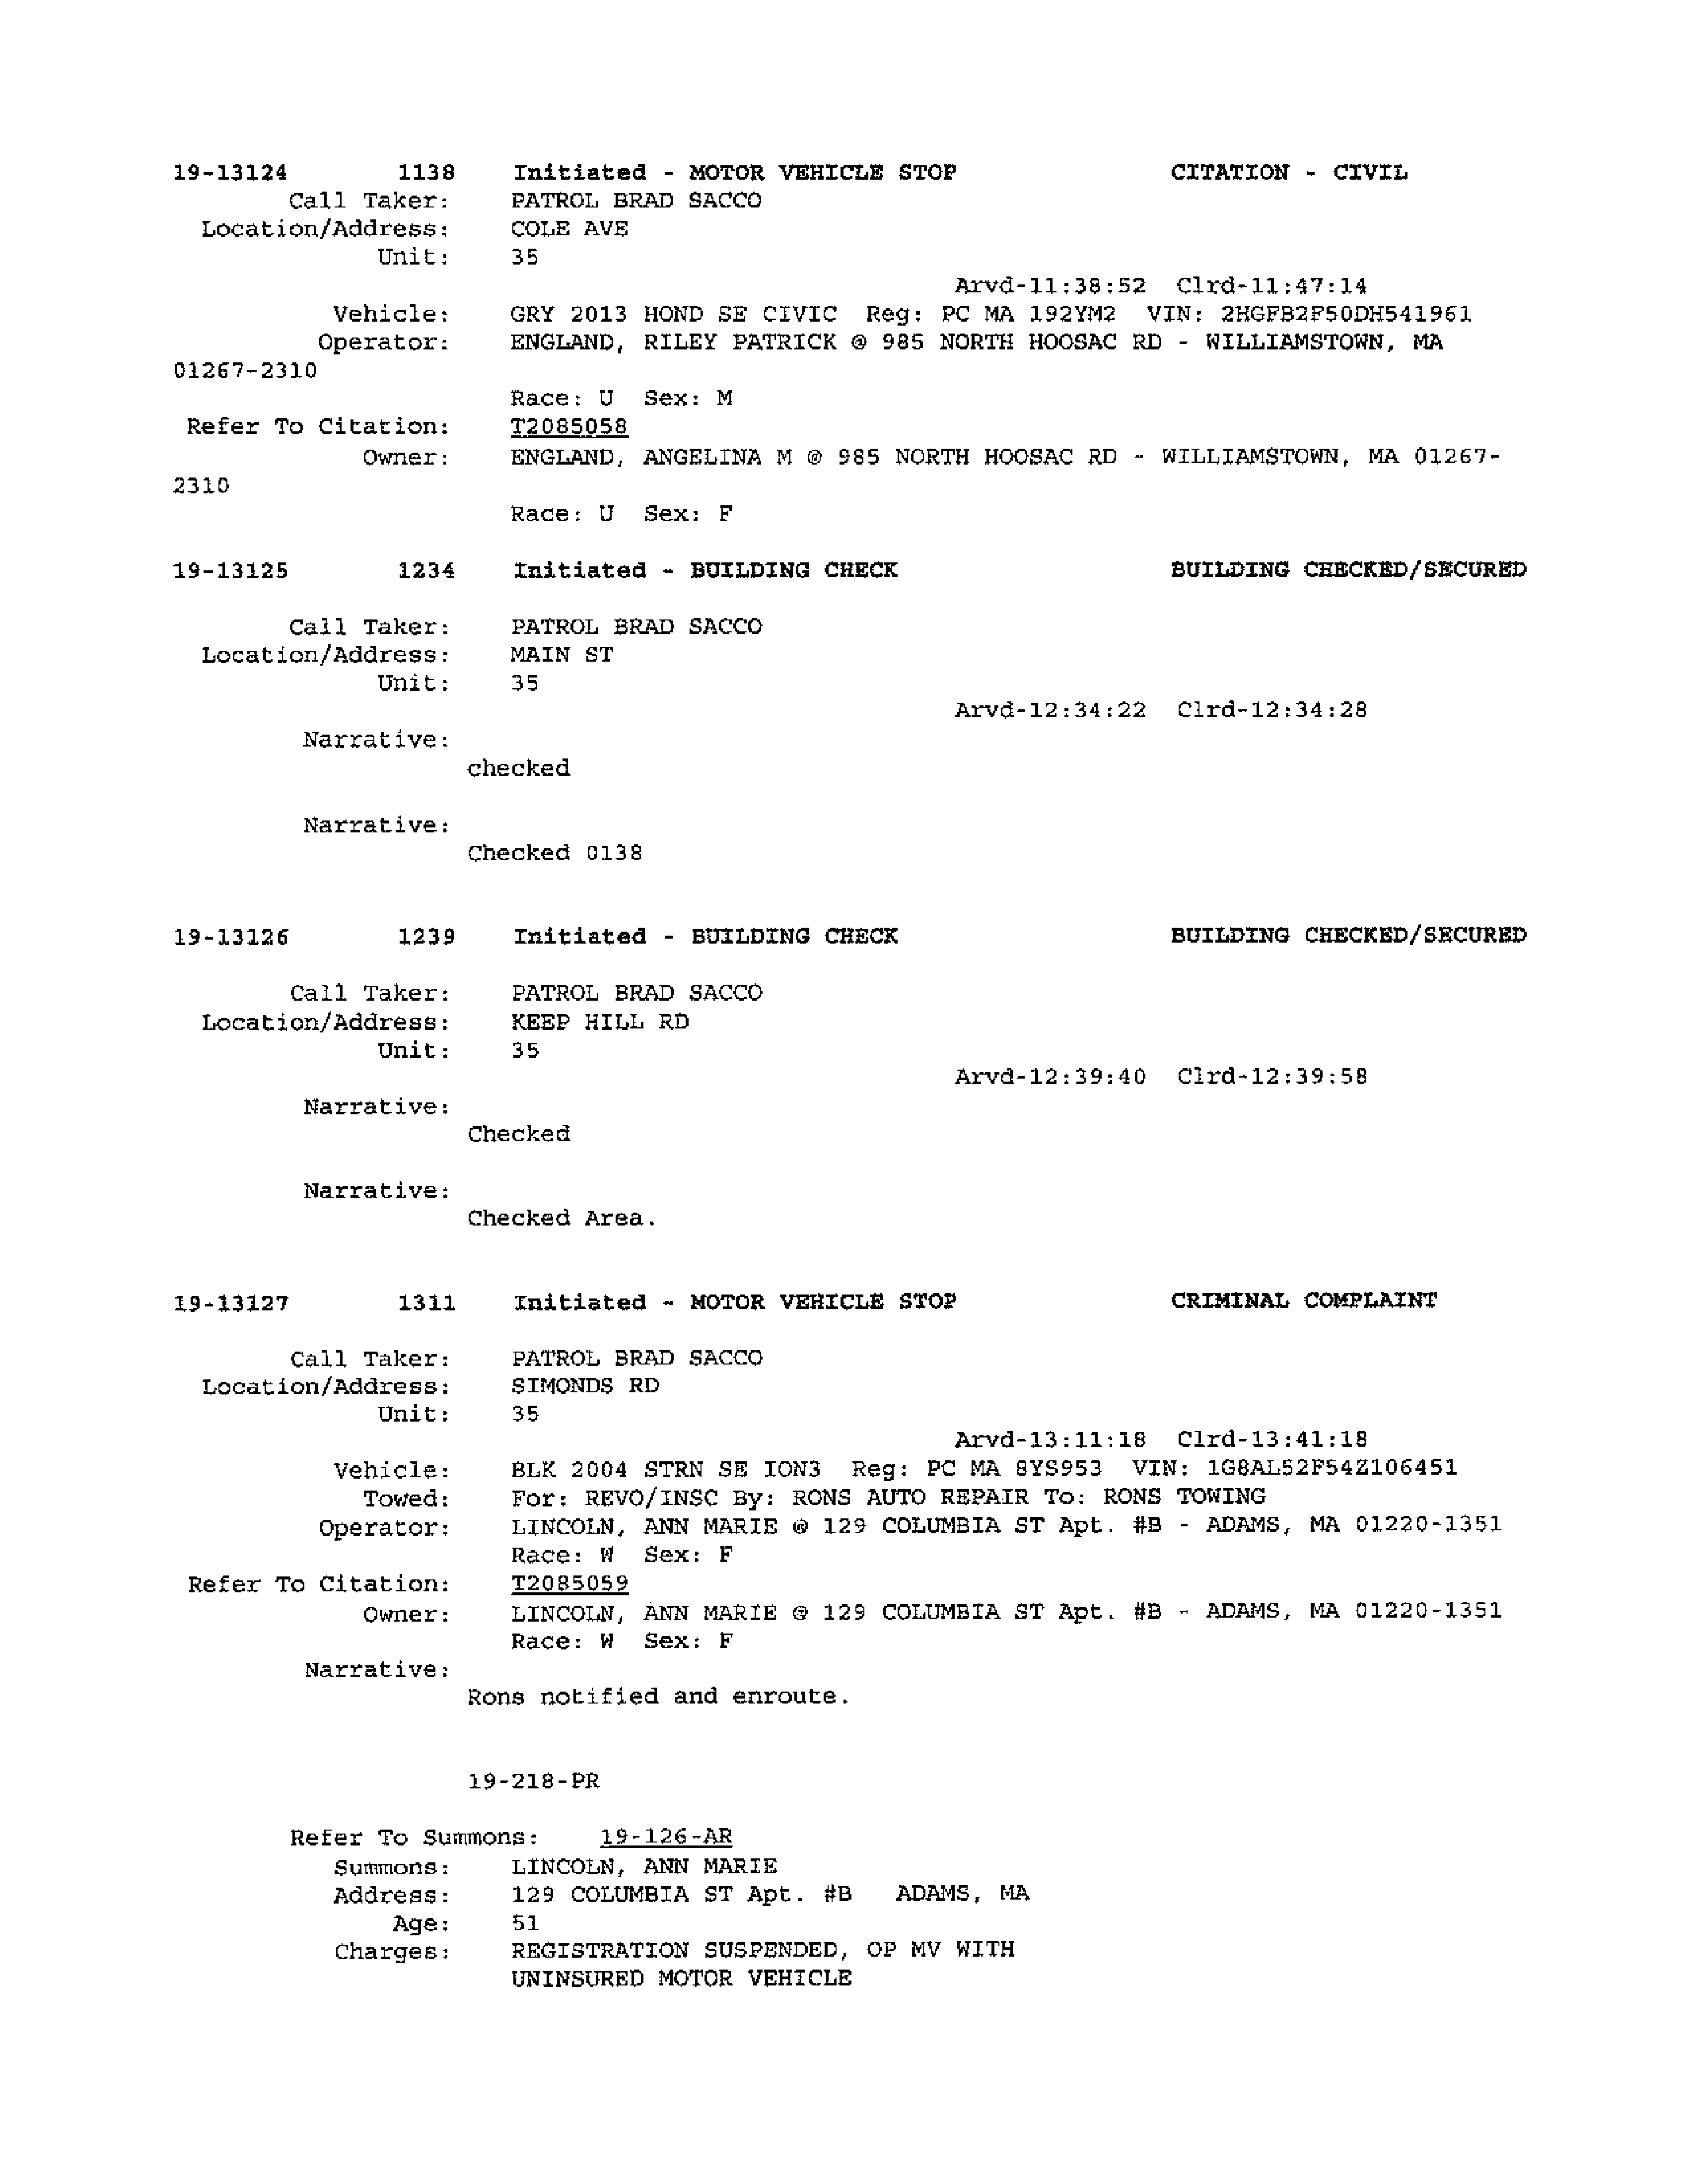 19-13124 1138 Initiated - MOTOR VEHICLE STOP CITATION - CIVIL
Call Taker: PATROL BRAD SACCO
Location/Address: COLE AVE
Unit: 35
Arvd-11:38:52 Clrd-11:47:14
Vehicle: GRY 2013 HOND SE CIVIC Reg: PC MA 192YM2 VIN: 2HGFB2F50DH541961
Operator: ENGLAND, RILEY PATRICK @ 985 NORTH HOOSAC RD - WILLIAMSTOWN, MA
01267-2310
Race: U Sex: M
Refer To Citation: T2085058
Owner: ENGLAND, ANGELINA M @ 985 NORTH HOOSAC RD - WILLIAMSTOWN, MA 01267-
2310
Race: U Sex: F
19-13125 1234 Initiated - BUILDING CHECK BUILDING CHECKED/SECURED
Call Taker: PATROL BRAD SACCO
Location/Address: MAIN ST
Unit: 35
Arvd-12:34:22 Clrd-12:34:28
Narrative:
checked
Narrative:
Checked 0138
19-13126 1239 Initiated - BUILDING CHECK BUILDING CHECKED/SECURED
Call Taker: PATROL BRAD SACCO
Location/Address: KEEP HILL RD
Unit: 35
Arvd-12:39:40 Clrd-12:39:58
Narrative:
Checked
Narrative:
Checked Area.
19-13127 1311 Initiated - MOTOR VEHICLE STOP CRIMINAL COMPLAINT
Call Taker: PATROL BRAD SACCO
Location/Address: SIMONDS RD
Unit: 35
Arvd-13:11:18 Clrd-13:41:18
Vehicle: BLK 2004 STRN SE ION3 Reg: PC MA 8YS953 VIN: 1G8AL52F54Z106451
Towed: For: REVO/INSC By: RONS AUTO REPAIR To: RONS TOWING
Operator: LINCOLN, ANN MARIE @ 129 COLUMBIA ST Apt. #B - ADAMS, MA 01220-1351
Race: W Sex: F
Refer To Citation: T2085059
Owner: LINCOLN, ANN MARIE @ 129 COLUMBIA ST Apt. #B - ADAMS, MA 01220-1351
Race: W Sex: F
Narrative:
Rons notified and enroute.
19-218-PR
Refer To Summons: 19-126-AR
Summons: LINCOLN, ANN MARIE
Address: 129 COLUMBIA ST Apt. #B ADAMS, MA
Age: 51
Charges: REGISTRATION SUSPENDED, OP MV WITH
UNINSURED MOTOR VEHICLE